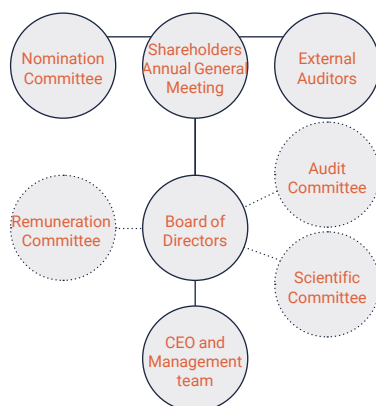 Nomination
Committee
Shareholders
Annual General
Meeting
External
Auditors
Audit
Committee
Remuneration
Committee
Board of
Directors
Scientific
Committee
CEO and
Management
team